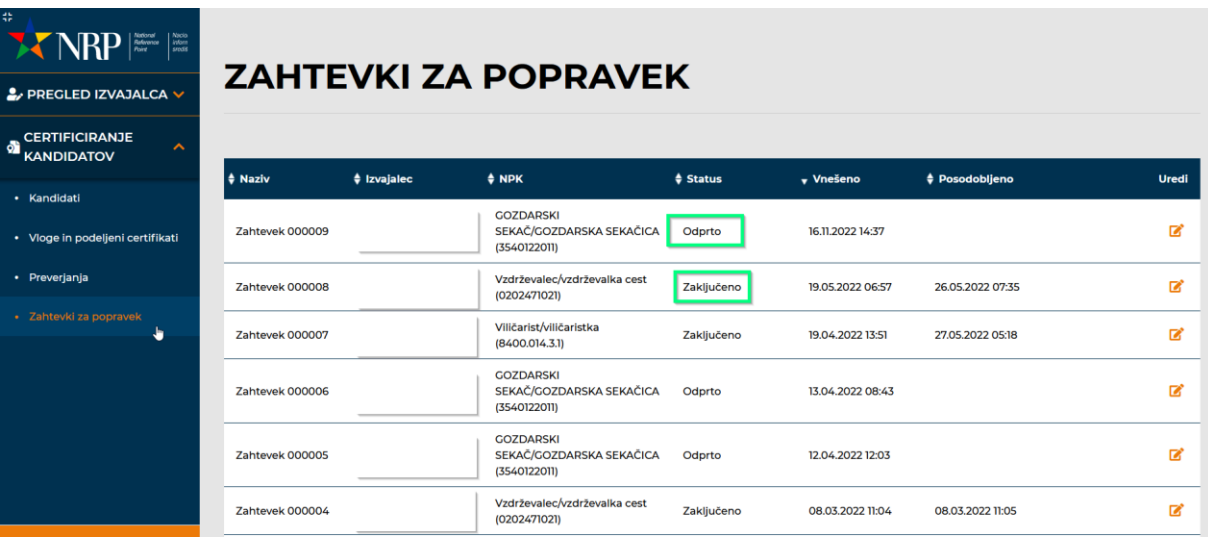 NRP National Reference Point
ZAHTEVKI ZA POPRAVEK
PREGLED IZVAJALCA
CERTIFICIRANJE
KANDIDATOV
Kandidati
Vloge in podeljeni certifikati
Preverjanja
Zahtevki za popravek
Naziv Izvajalec NPK Status Vnešeno Posodobljeno Uredi
GOZDARSKI
Zahtevek 000009 SEKAČ/GOZDARSKA SEKAČICA Odprto 16.11.2022 14:37
(3540122011)
Vzdrževalec/vzdrževalka cest
Zahtevek 000008 Zaključeno 19.05.2022 06:57 26.05.2022 07:35
(0202471021)
Viličarist/viličaristka
Zahtevek 000007 Zaključeno 19.04.2022 13:51 27.05.2022 05:18
(8400.014.3.1)
GOZDARSKI
Zahtevek 000006 SEKAČ/GOZDARSKA SEKAČICA Odprto 13.04.2022 08:43
(3540122011)
GOZDARSKI
Zahtevek 000005 SEKAČ/GOZDARSKA SEKAČICA Odprto 12.04.2022 12:03
(3540122011)
Vzdrževalec/vzdrževalka cest
Zahtevek 000004 Zaključeno 08.03.2022 11:04 08.03.2022 11:05
(0202471021)